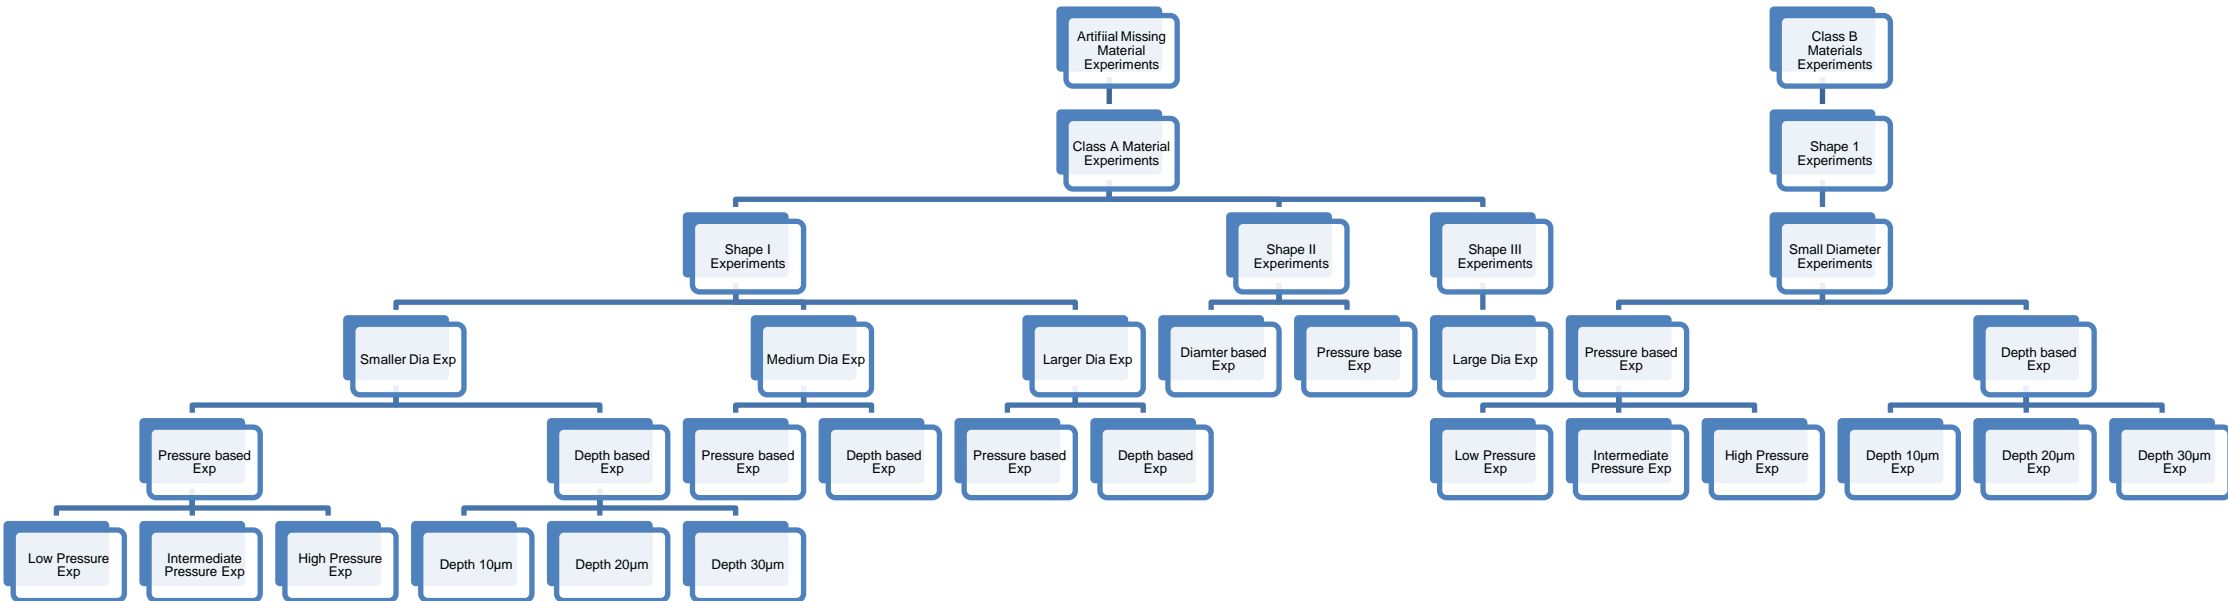 Artifiial Missing
Material
Experiments
Class B
Materials
Experiments
Class A Material
Experiments
Shape 1
Experiments
Shape I
Experiments
Shape II
Experiments
Shape III
Experiments
Small Diameter
Experiments
Smaller Dia Exp
Medium Dia Exp
Larger Dia Exp
Diamter based
Exp
Pressure base
Exp
Large Dia Exp
Pressure based
Exp
Depth based
Exp
Pressure based
Exp
Depth based
Exp
Pressure based
Exp
Depth based
Exp
Pressure based
Exp
Depth based
Exp
Low Pressure
Exp
Intermediate
Pressure Exp
High Pressure
Exp
Depth 10µm
Exp
Depth 20µm
Exp
Depth 30µm
Exp
Low Pressure
Exp
Intermediate
Pressure Exp
High Pressure
Exp
Depth 10µm
Depth 20µm
Depth 30µm